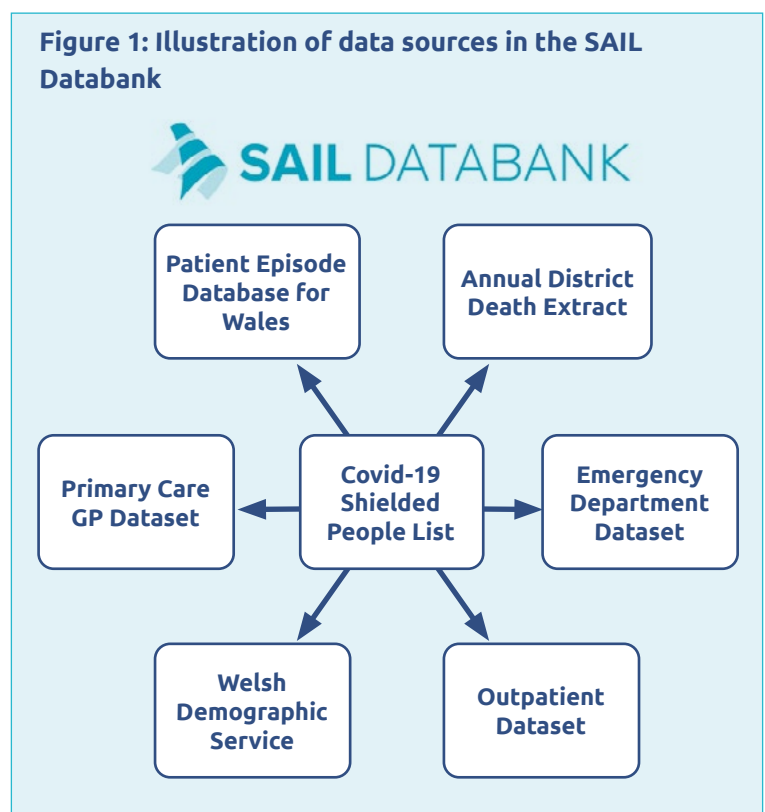 Figure 1: Illustration of data sources in the SAIL
Databank
SAIL DATABANK
Patient Episode
Database for
Wales
Annual District
Death Extract
Primary Care
GP Dataset
Covid-19
Shielded
People List
Emergency
Department
Dataset
Welsh
Demographic
Service
Outpatient
Dataset